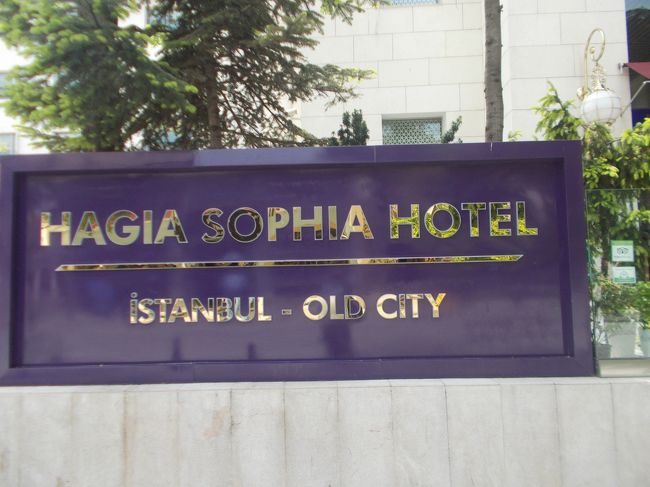 HAGIA SOPHIA HOTEL
İSTANBUL - OLD CITY